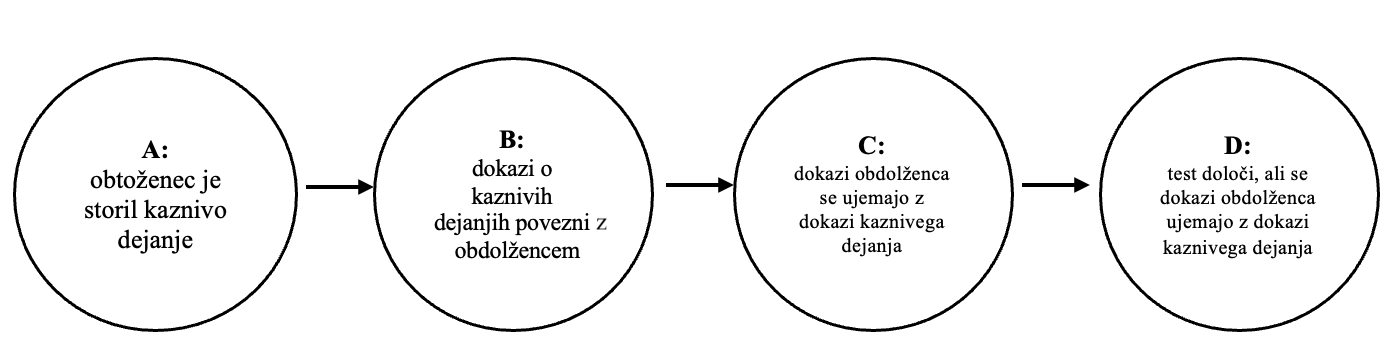 A:
obtoženec je
storil kaznivo
dejanje
B:
dokazi o
kaznivih
dejanjih povezni z
obdolžencem
C:
dokazi obdolženca
se ujemajo z
dokazi kaznivega
dejanja
D:
test določi, ali se
dokazi obdolženca
ujemajo z dokazi
kaznivega dejanja